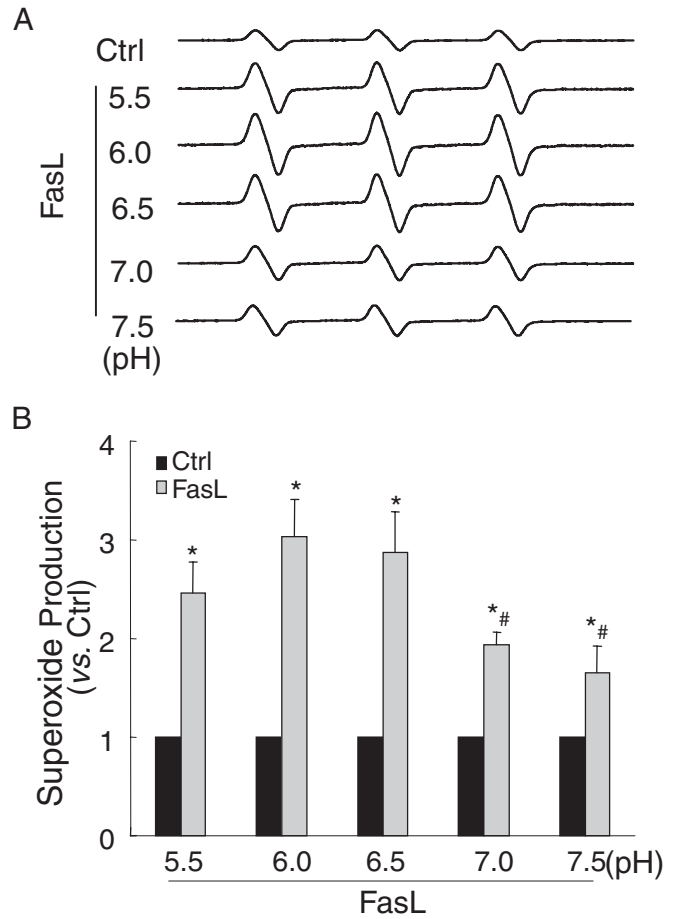 A
Ctrl
FasL
5.5
6.0
6.5
7.0
7.5
(pH)
B
Superoxide Production
(vs. Ctrl)
4
3
2
1
0
Ctrl
FasL
*
*
*
*#
*#
5.5 6.0 6.5 7.0 7.5(pH)
FasL